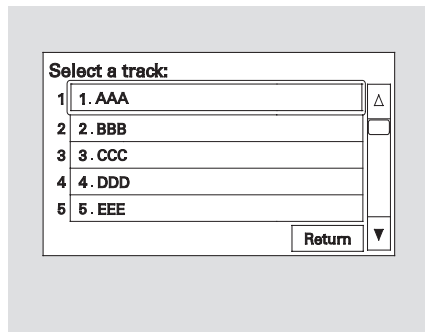 Select a track:
1 1. AAA
2 2. BBB
3 3. CCC
4 4. DDD
5 5. EEE
Return